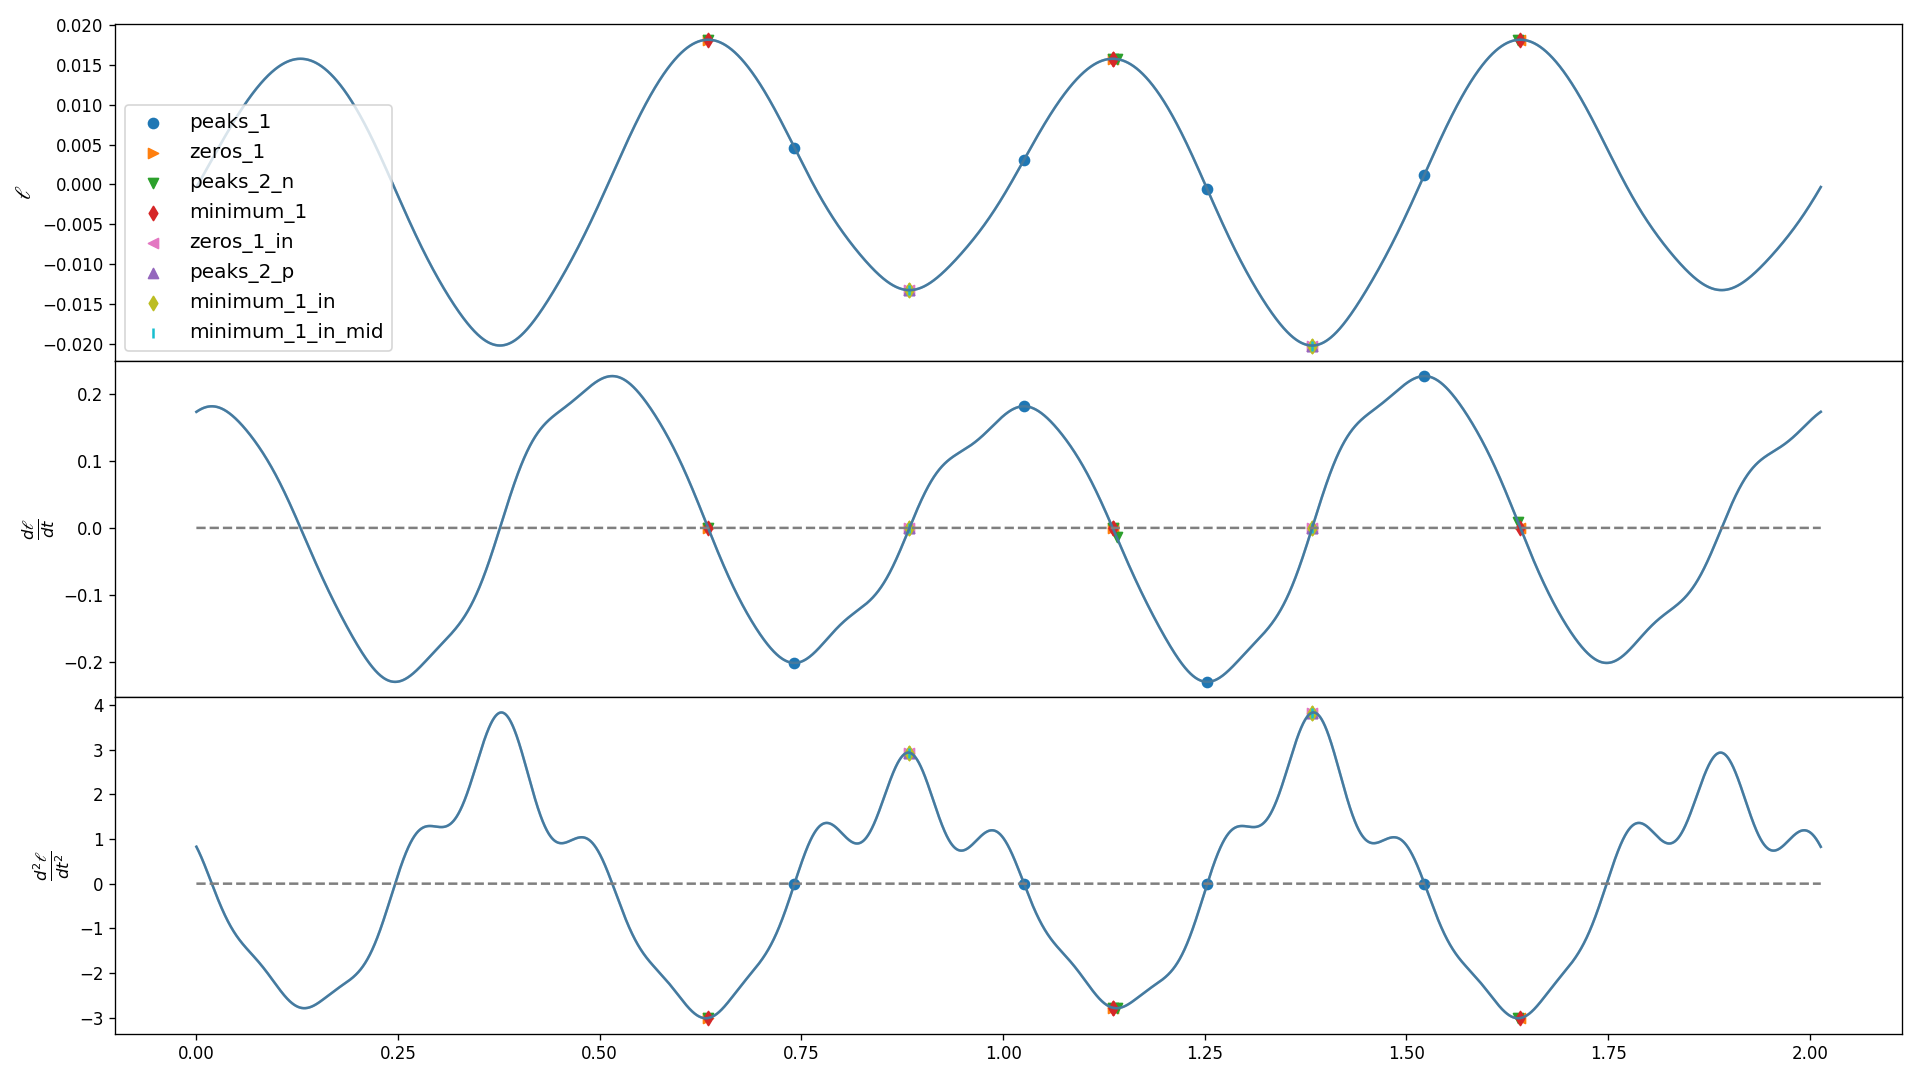 0.020
0.015
0.010
0.005
0.000
−0.005
−0.010
−0.015
−0.020
ℓ
peaks_1
zeros_1
peaks_2_n
minimum_1
zeros_1_in
peaks_2_p
minimum_1_in
minimum_1_in_mid
0.2
0.1
0.0
−0.1
−0.2
dℓ
dt
4
3
2
1
0
−1
−2
−3
d²ℓ
dt²
0.00 0.25 0.50 0.75 1.00 1.25 1.50 1.75 2.00